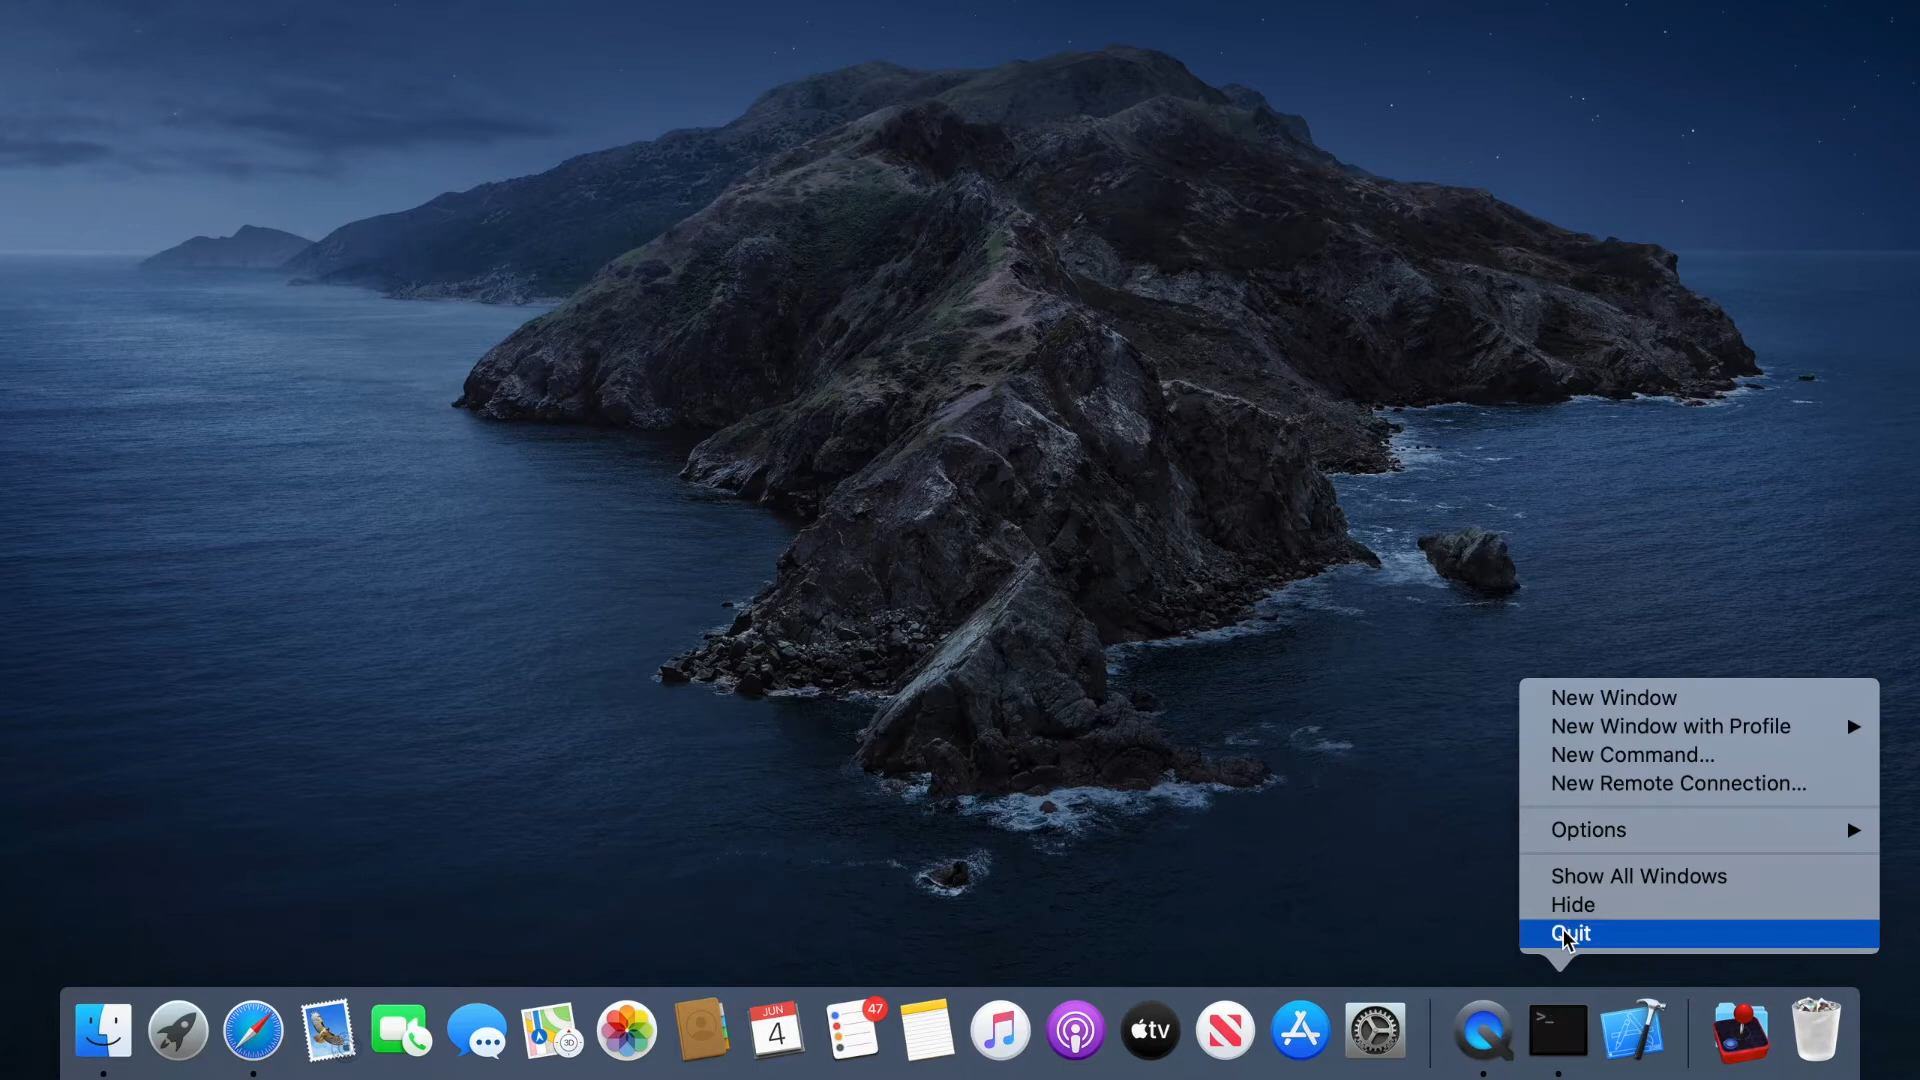 New Window
New Window with Profile
New Command...
New Remote Connection...
Options
Show All Windows
Hide
Quit
3D
JUN
4
47
tv
>_